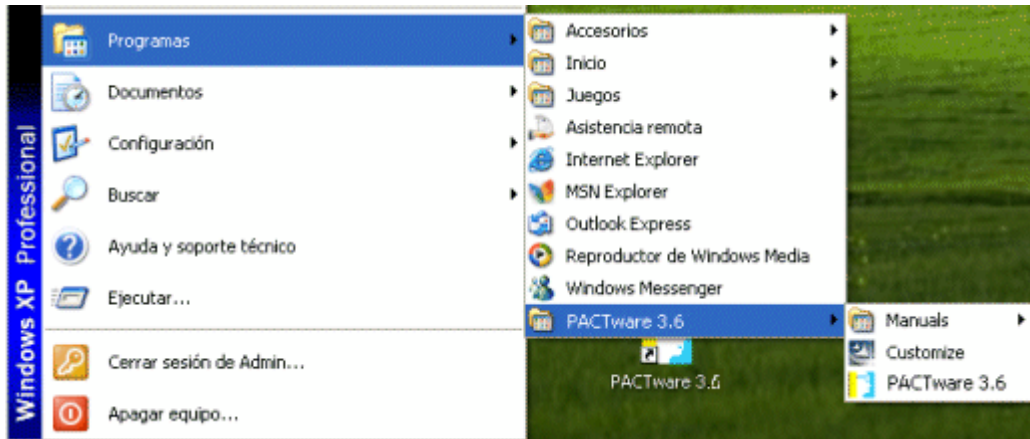 Windows XP Professional
Programas
Documentos
Configuración
Buscar
Ayuda y soporte técnico
Ejecutar...
Cerrar sesión de Admin...
Apagar equipo...
Accesorios
Inicio
Juegos
Asistencia remota
Internet Explorer
MSN Explorer
Outlook Express
Reproductor de Windows Media
Windows Messenger
PACTware 3.6
Manuals
Customize
PACTware 3.6
PACTware 3.6